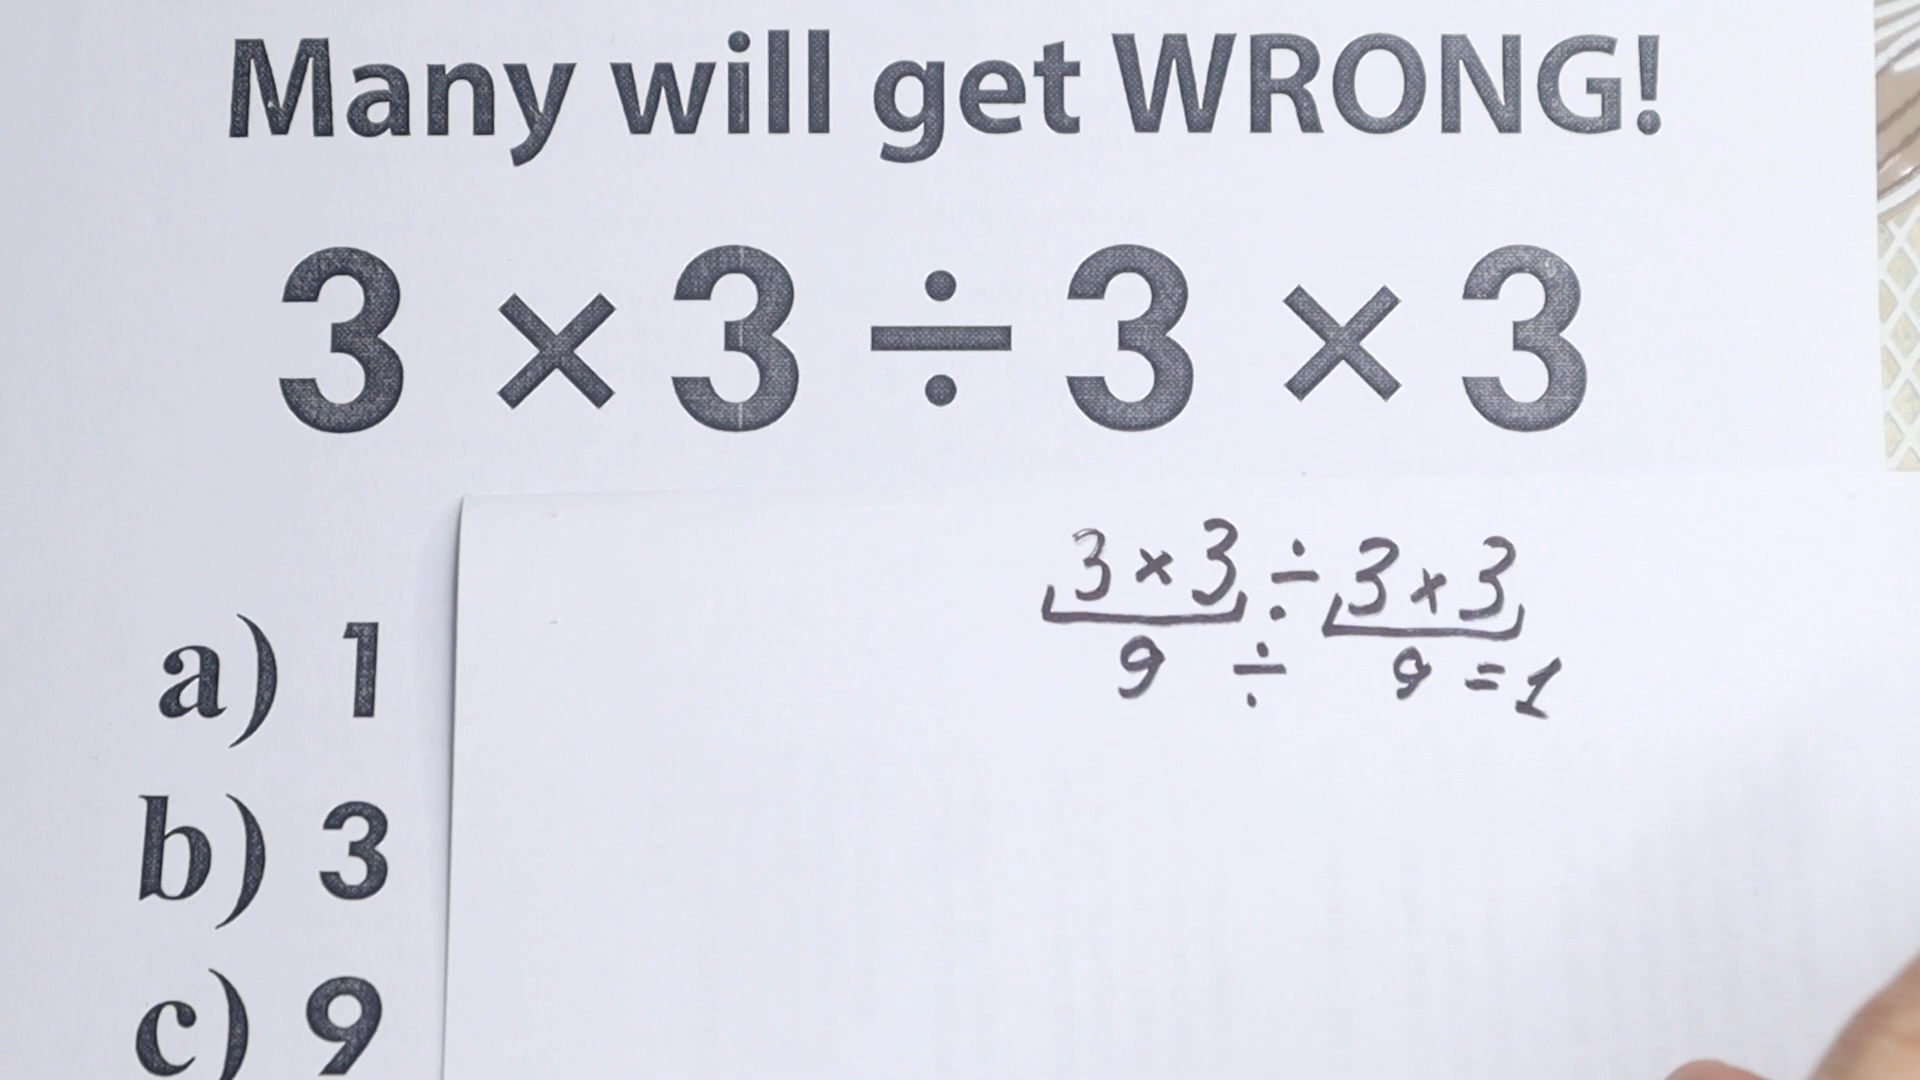 Many will get WRONG!
3 × 3 ÷ 3 × 3
3 × 3 ÷ 3 × 3
9 ÷ 9 = 1
a) 1
b) 3
c) 9